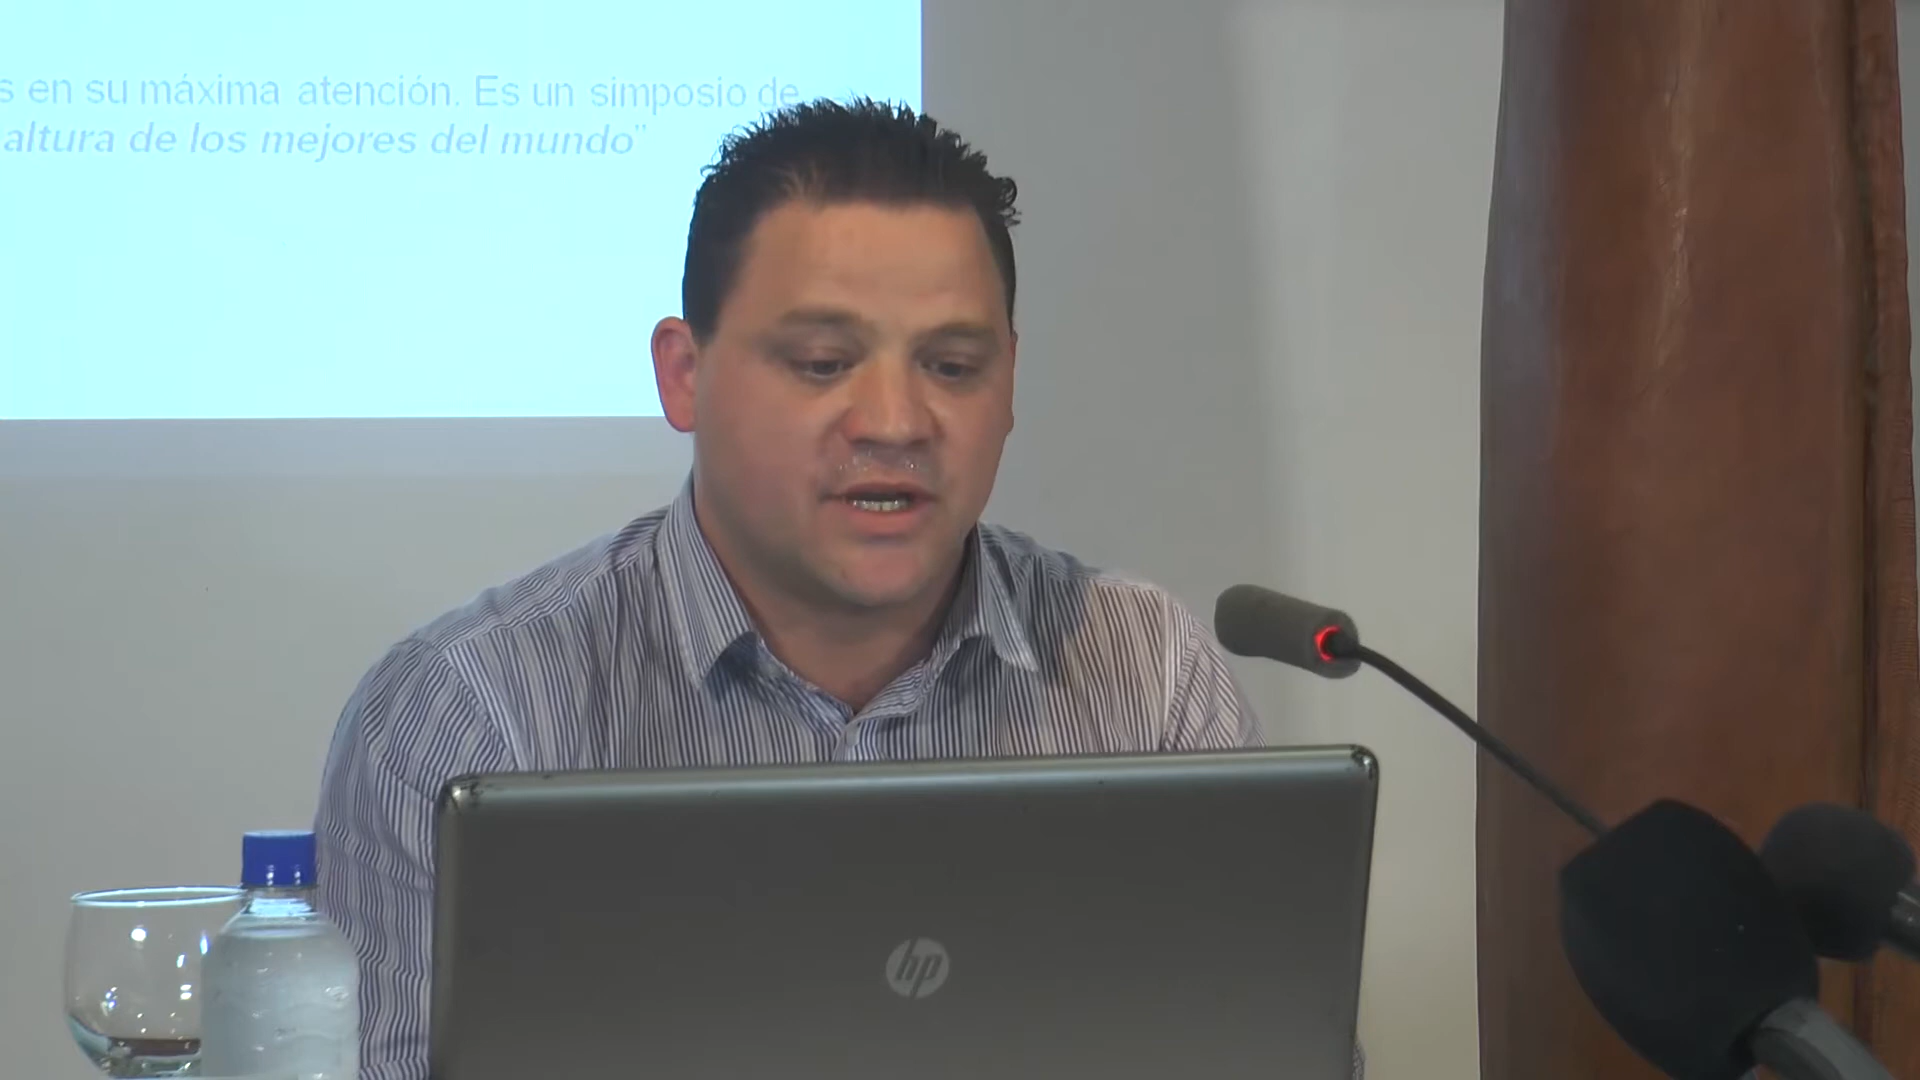 s en su máxima atención. Es un simposio de
altura de los mejores del mundo”
hp